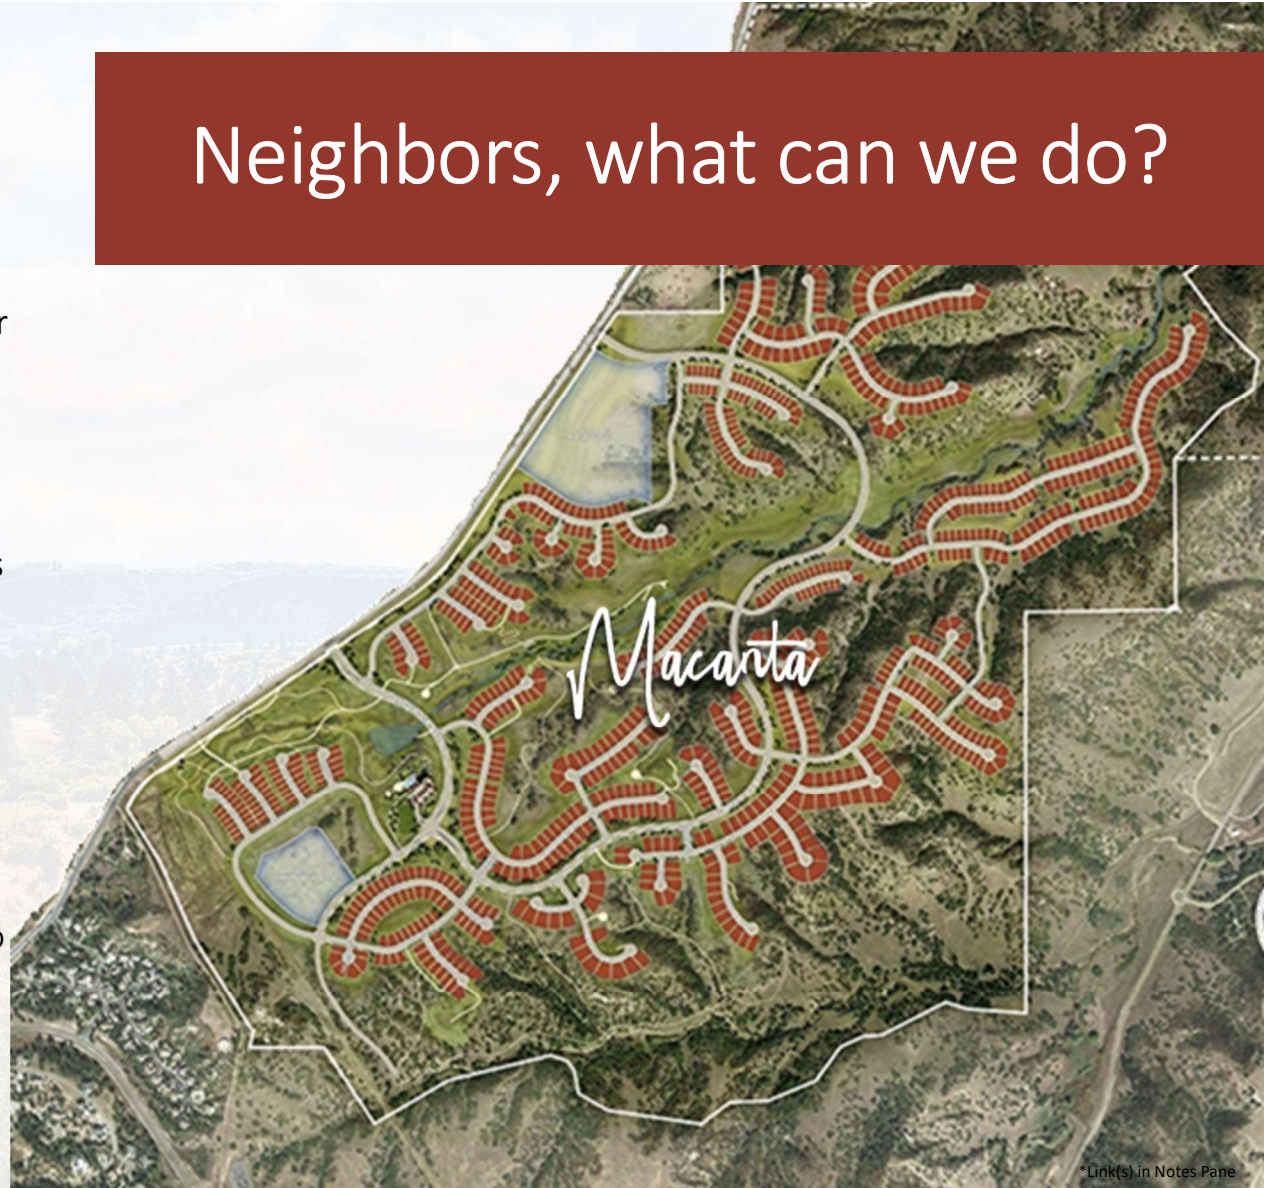 Neighbors, what can we do?
r
s
o
Macanta
*Link(s) in Notes Pane